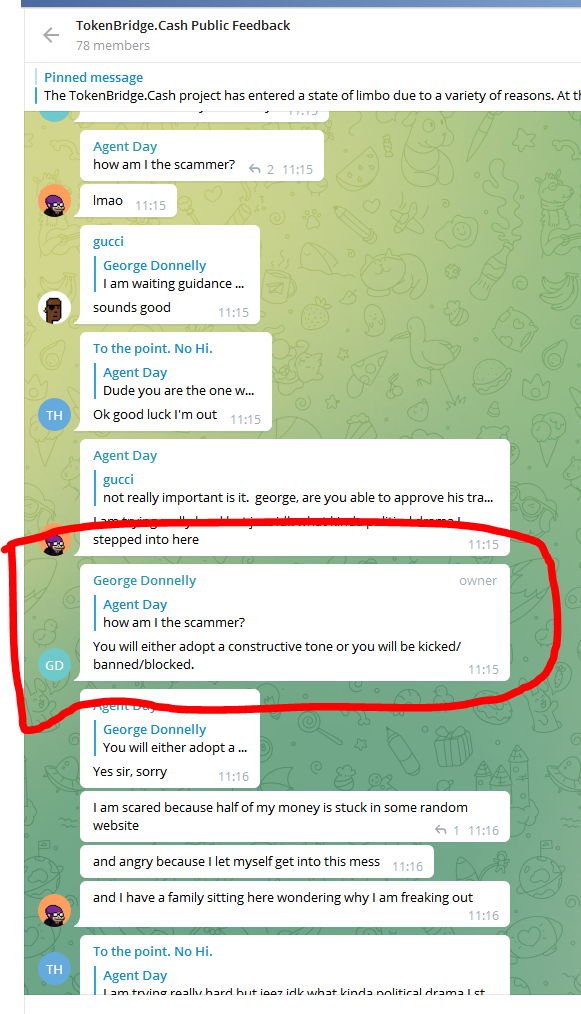 TokenBridge.Cash Public Feedback
78 members
Pinned message
The TokenBridge.Cash project has entered a state of limbo due to a variety of reasons. At th
11:15
Agent Day
how am I the scammer? 2 11:15
lmao 11:15
gucci
George Donnelly
I am waiting guidance ...
sounds good 11:15
To the point. No Hi.
Agent Day
Dude you are the one w...
TH
Ok good luck I'm out 11:15
Agent Day
gucci
not really important is it. george, are you able to approve his tra...
I am trying really hard but jeez idk what kinda political drama I
stepped into here 11:15
George Donnelly owner
Agent Day
how am I the scammer?
You will either adopt a constructive tone or you will be kicked/
GD
banned/blocked. 11:15
Agent Day
George Donnelly
You will either adopt a ...
Yes sir, sorry 11:16
I am scared because half of my money is stuck in some random
website 1 11:16
and angry because I let myself get into this mess 11:16
and I have a family sitting here wondering why I am freaking out
11:16
To the point. No Hi.
TH
Agent Day
I am trying really hard but jeez idk what kinda political drama I st